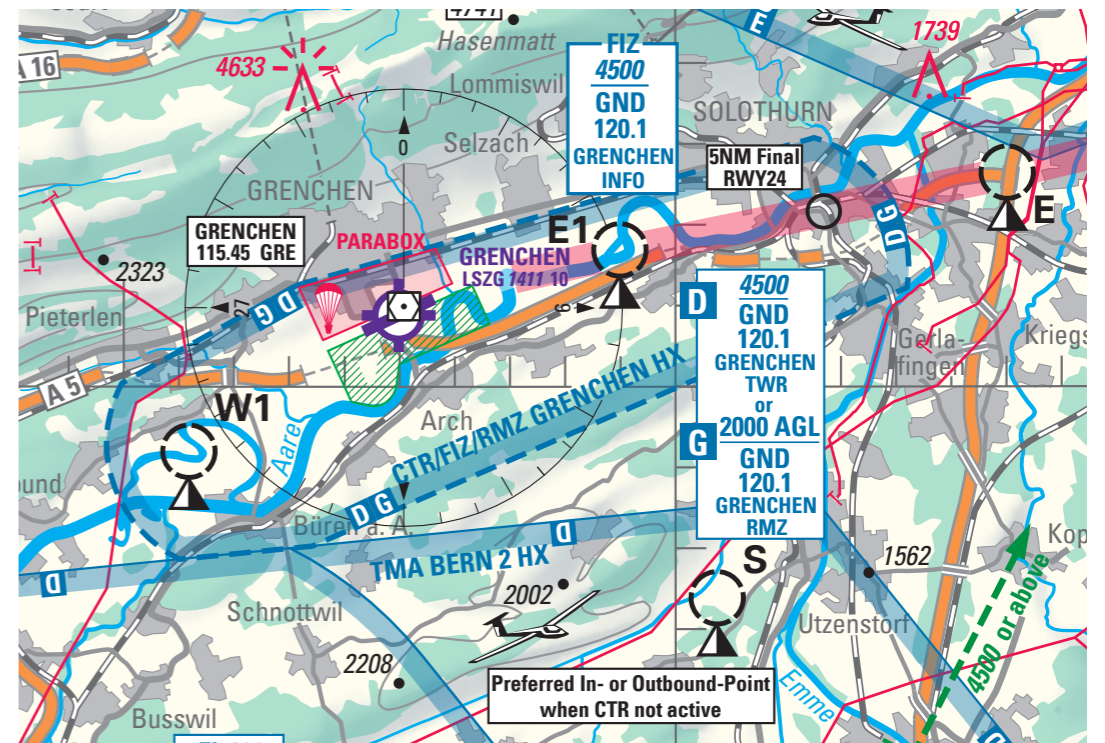 4741
E
1739
A 16
4633
Hasenmatt
FIZ
4500
GND
120.1
GRENCHEN
INFO
Lommiswil
SOLOTHURN
0
Selzach
5NM Final
RWY24
GRENCHEN
E
D G
GRENCHEN
115.45 GRE
PARABOX
GRENCHEN
LSZG 1411 10
E1
2323
27
9
D G
Pieterlen
D
4500
GND
120.1
GRENCHEN
TWR
or
G
2000 AGL
GND
120.1
GRENCHEN
RMZ
Gerla-
fingen
Kriegs
A 5
W1
Arch
Aare
CTR/FIZ/RMZ GRENCHEN HX
D G
Büren a. A.
D
D
TMA BERN 2 HX
S
1562
Kop
2002
Schnottwil
Utzenstorf
4500 or above
2208
Preferred In- or Outbound-Point
when CTR not active
Emme
Busswil
D